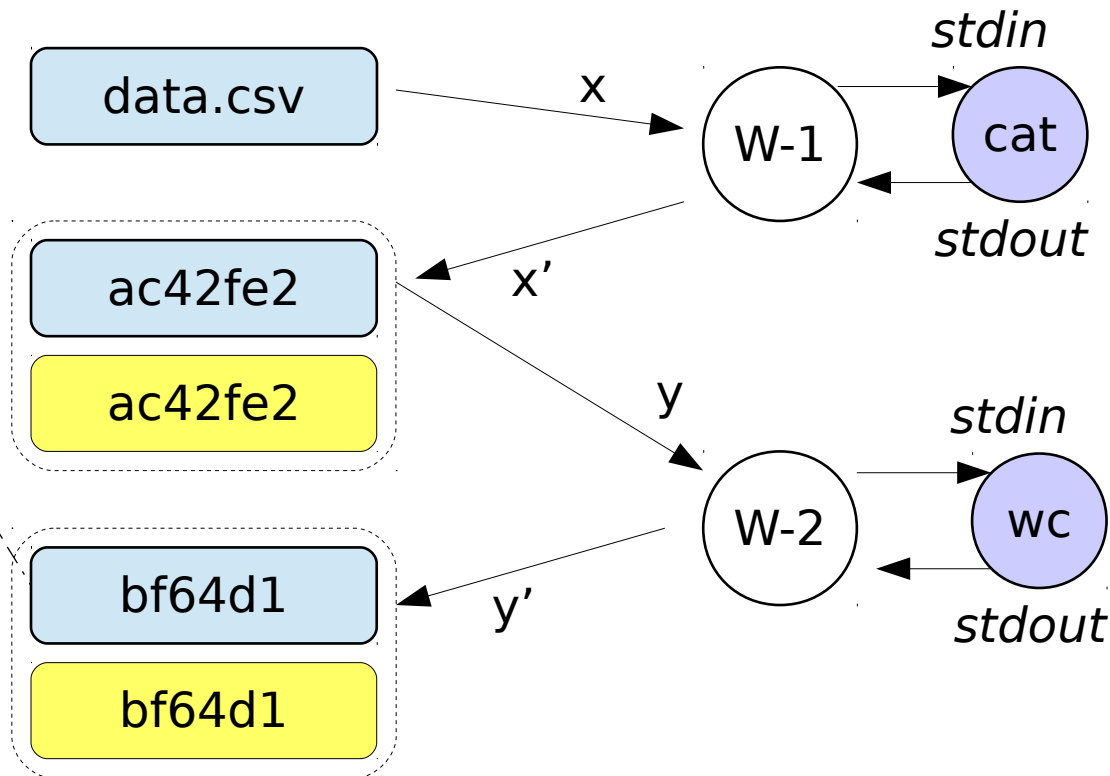 stdin
data.csv
x
W-1
cat
stdout
ac42fe2
x’
ac42fe2
y
stdin
W-2
wc
bf64d1
y’
stdout
bf64d1